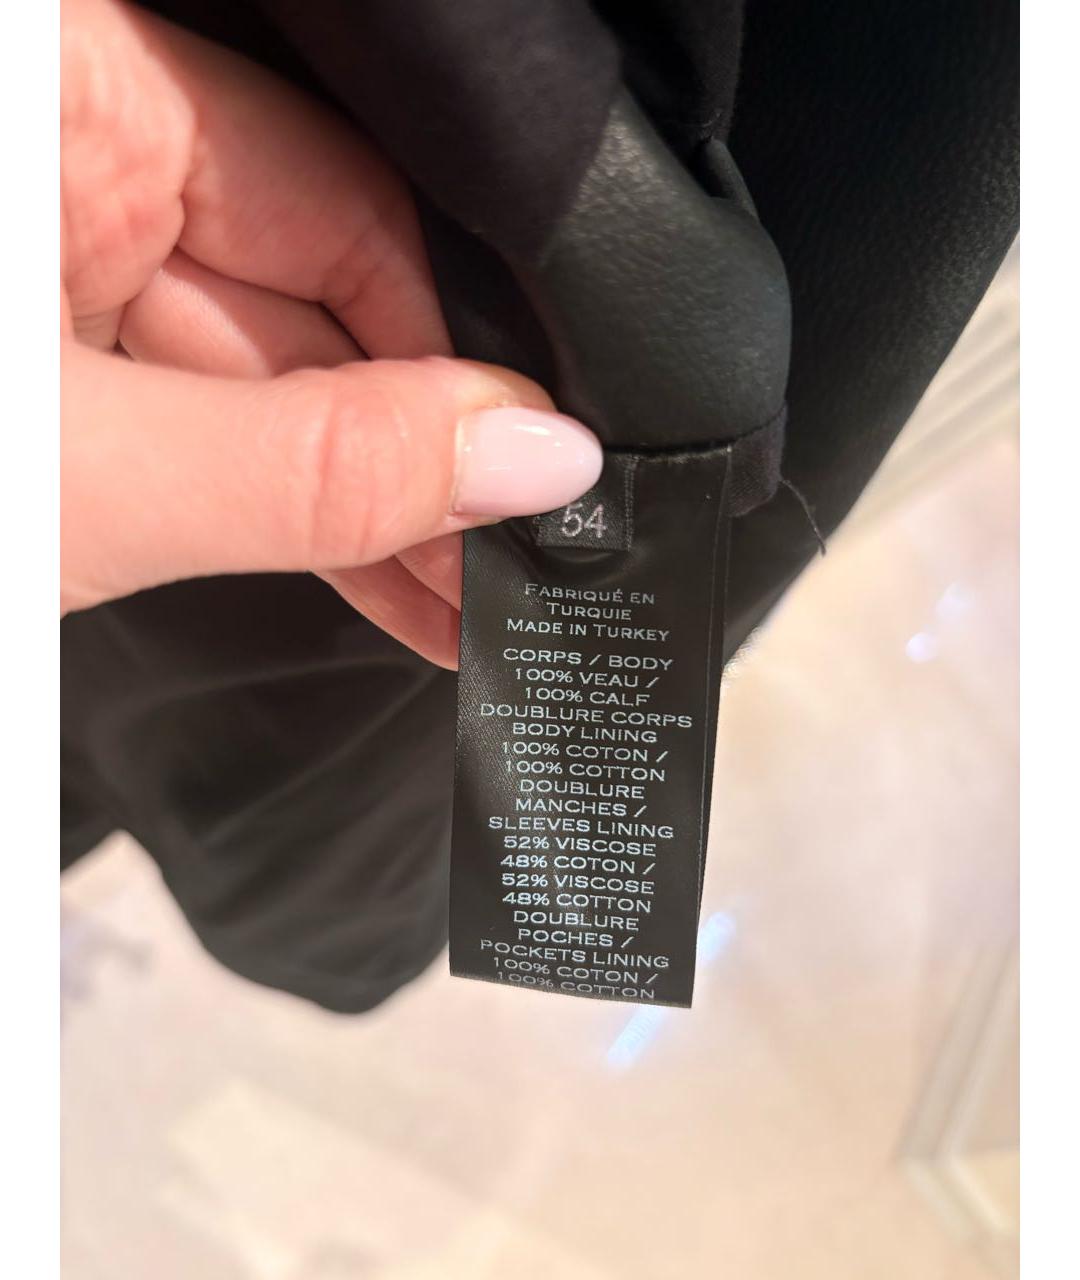 54
FABRIQUÉ EN
TURQUIE
MADE IN TURKEY
CORPS / BODY
100% VEAU /
100% CALF
DOUBLURE CORPS
BODY LINING
100% COTON /
100% COTTON
DOUBLURE
MANCHES /
SLEEVES LINING
52% VISCOSE
48% COTON /
52% VISCOSE
48% COTTON
DOUBLURE
POCHES /
POCKETS LINING
100% COTON /
100% COTTON